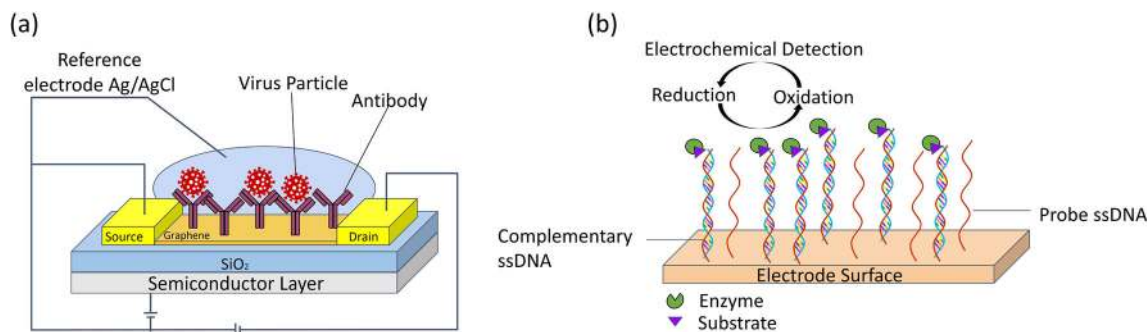 (a)
Reference
electrode Ag/AgCl
Virus Particle
Antibody
Source
Graphene
Drain
SiO₂
Semiconductor Layer
(b)
Electrochemical Detection
Reduction
Oxidation
Complementary
ssDNA
Probe ssDNA
Electrode Surface
Enzyme
Substrate